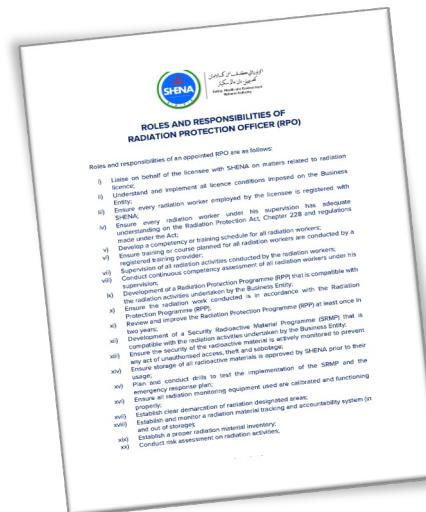 SHENA
Safety, Health and Environment
National Authority
ROLES AND RESPONSIBILITIES OF
RADIATION PROTECTION OFFICER (RPO)
Roles and responsibilities of an appointed RPO are as follows:
i) Liaise on behalf of the licensee with SHENA on matters related to radiation
licence;
ii) Understand and implement all licence conditions imposed on the Business
Entity;
iii) Ensure every radiation worker employed by the licensee is registered with
SHENA;
iv) Ensure every radiation worker under his supervision has adequate
understanding on the Radiation Protection Act, Chapter 228 and regulations
made under the Act;
v) Develop a competency or training schedule for all radiation workers;
vi) Ensure training or course planned for all radiation workers are conducted by a
registered training provider;
vii) Supervision of all radiation activities conducted by the radiation workers;
viii) Conduct continuous competency assessment of all radiation workers under his
supervision;
ix) Development of a Radiation Protection Programme (RPP) that is compatible with
the radiation activities undertaken by the Business Entity;
x) Ensure the radiation work conducted is in accordance with the Radiation
Protection Programme (RPP);
xi) Review and improve the Radiation Protection Programme (RPP) at least once in
two years;
xii) Development of a Security Radioactive Material Programme (SRMP) that is
compatible with the radiation activities undertaken by the Business Entity;
xiii) Ensure the security of the radioactive material is actively monitored to prevent
any act of unauthorised access, theft and sabotage;
xiv) Ensure storage of all radioactive materials is approved by SHENA prior to their
usage;
xv) Plan and conduct drills to test the implementation of the SRMP and the
emergency response plan;
xvi) Ensure all radiation monitoring equipment used are calibrated and functioning
properly;
xvii) Establish clear demarcation of radiation designated areas;
xviii) Establish and monitor a radiation material tracking and accountability system (in
and out of storage);
xix) Establish a proper radiation material inventory;
xx) Conduct risk assessment on radiation activities;